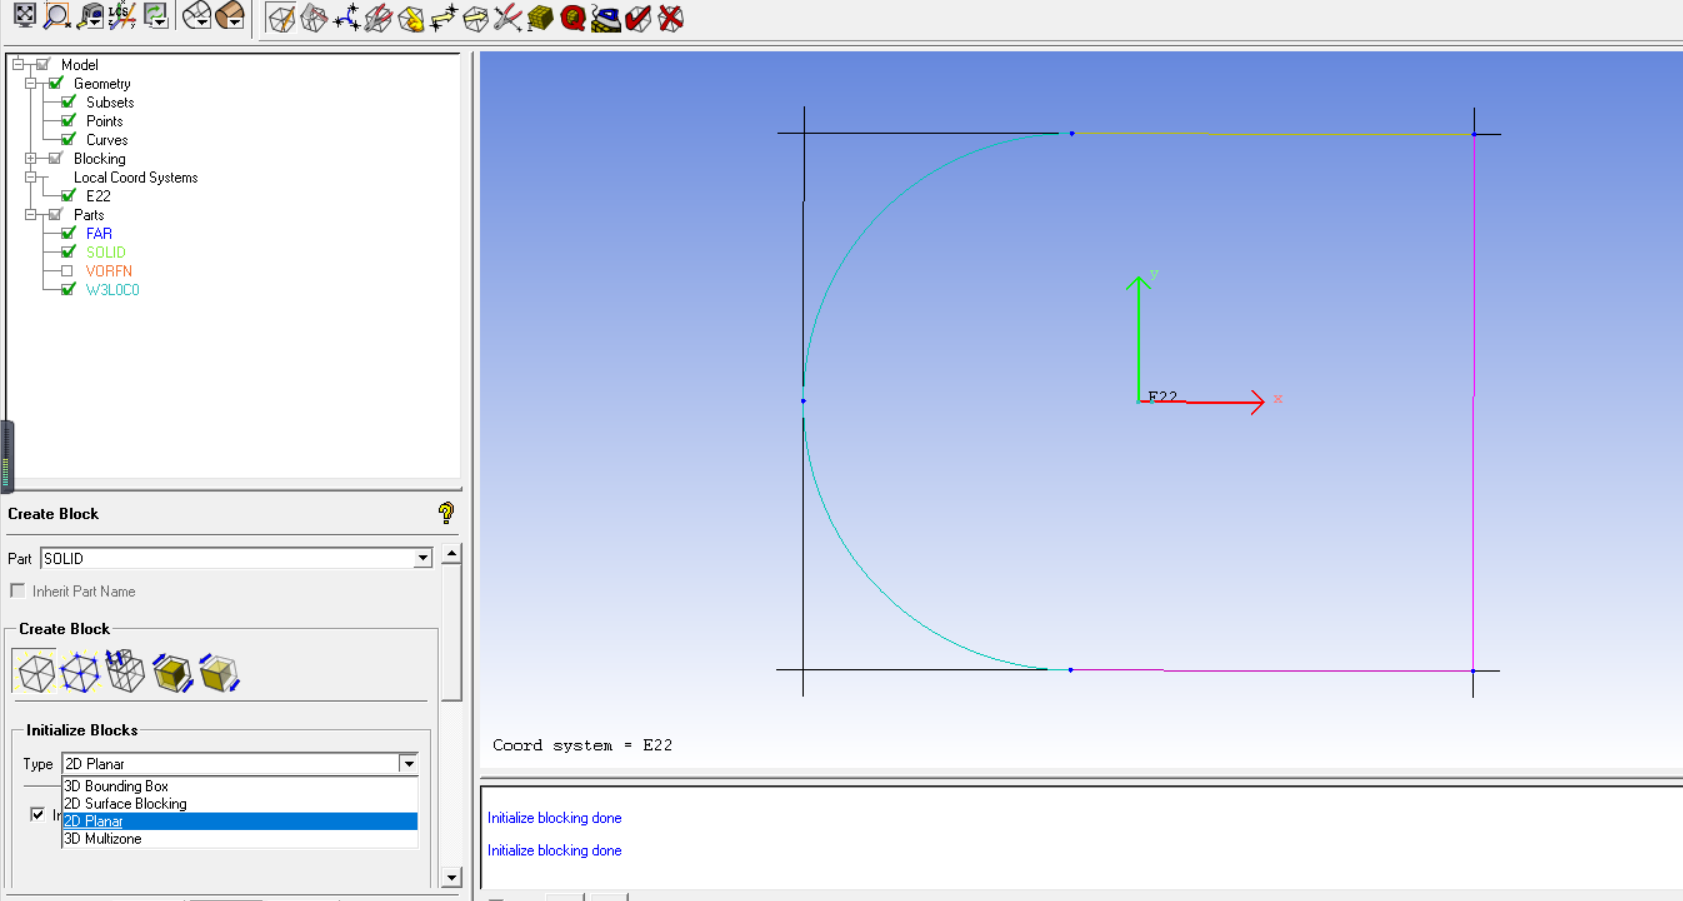 LCS
Model
Geometry
Subsets
Points
Curves
Blocking
Local Coord Systems
E22
Parts
FAR
SOLID
VORFN
W3LOCO
Create Block
Part SOLID
Inherit Part Name
Create Block
Initialize Blocks
Type 2D Planar
3D Bounding Box
2D Surface Blocking
2D Planar
3D Multizone
y
E22
x
Coord system = E22
Initialize blocking done
Initialize blocking done